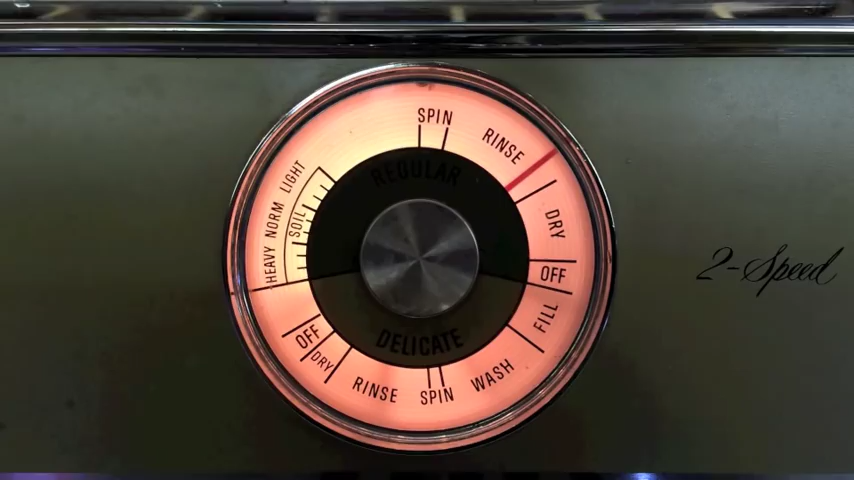 SPIN
RINSE
DRY
OFF
FILL
WASH
SPIN
RINSE
DRY
OFF
HEAVY NORM LIGHT
SOIL
REGULAR
DELICATE
2-Speed